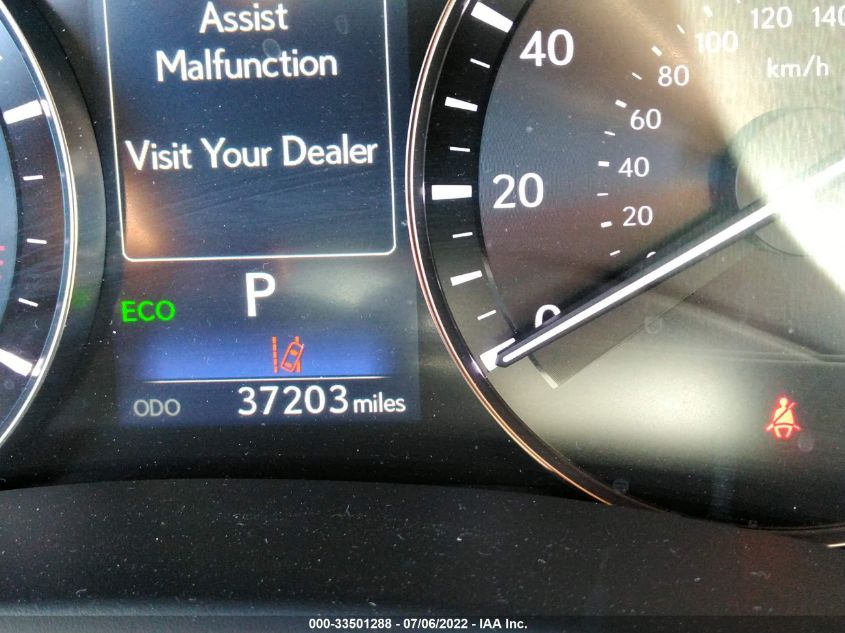 Assist
Malfunction
Visit Your Dealer
P
ECO
ODO 37203 miles
40
20
0
120 140
100
km/h
80
60
40
20
000-33501288 - 07/06/2022 - IAA Inc.